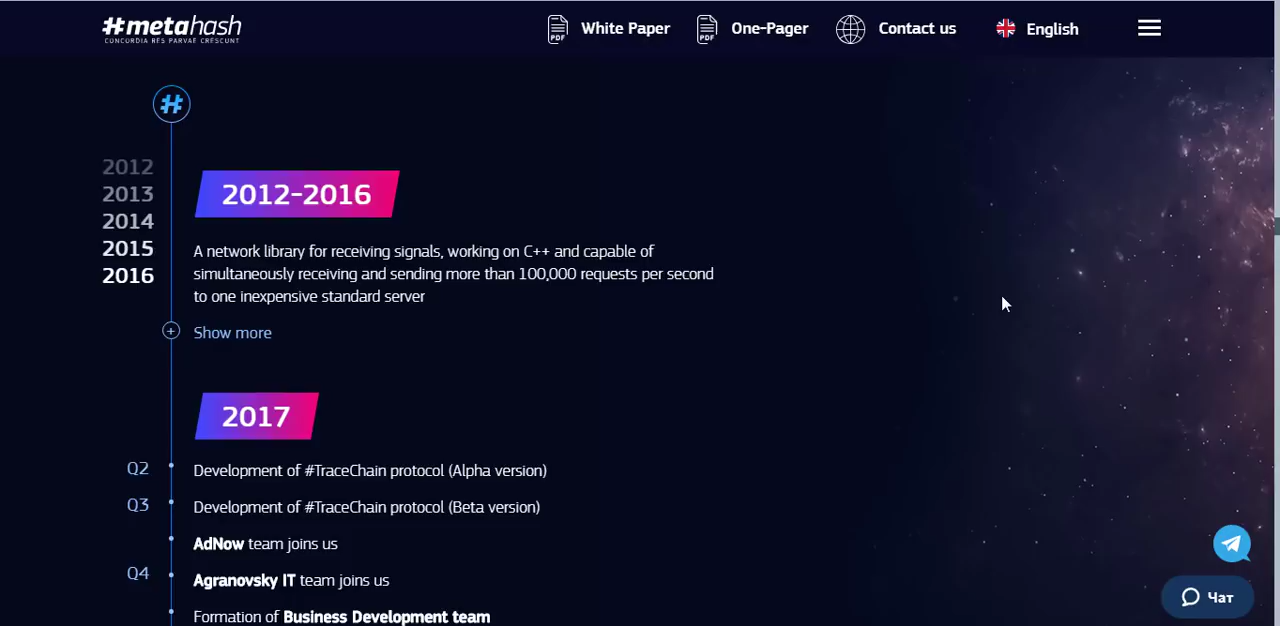 #metahash
CONCORDIA RES PARVAE CRESCUNT
PDF
White Paper
PDF
One-Pager
Contact us
English
#
2012
2013
2014
2015
2016
2012-2016
A network library for receiving signals, working on C++ and capable of
simultaneously receiving and sending more than 100,000 requests per second
to one inexpensive standard server
Show more
2017
Q2
Development of #TraceChain protocol (Alpha version)
Q3
Development of #TraceChain protocol (Beta version)
AdNow team joins us
Q4
Agranovsky IT team joins us
Formation of Business Development team
Чат